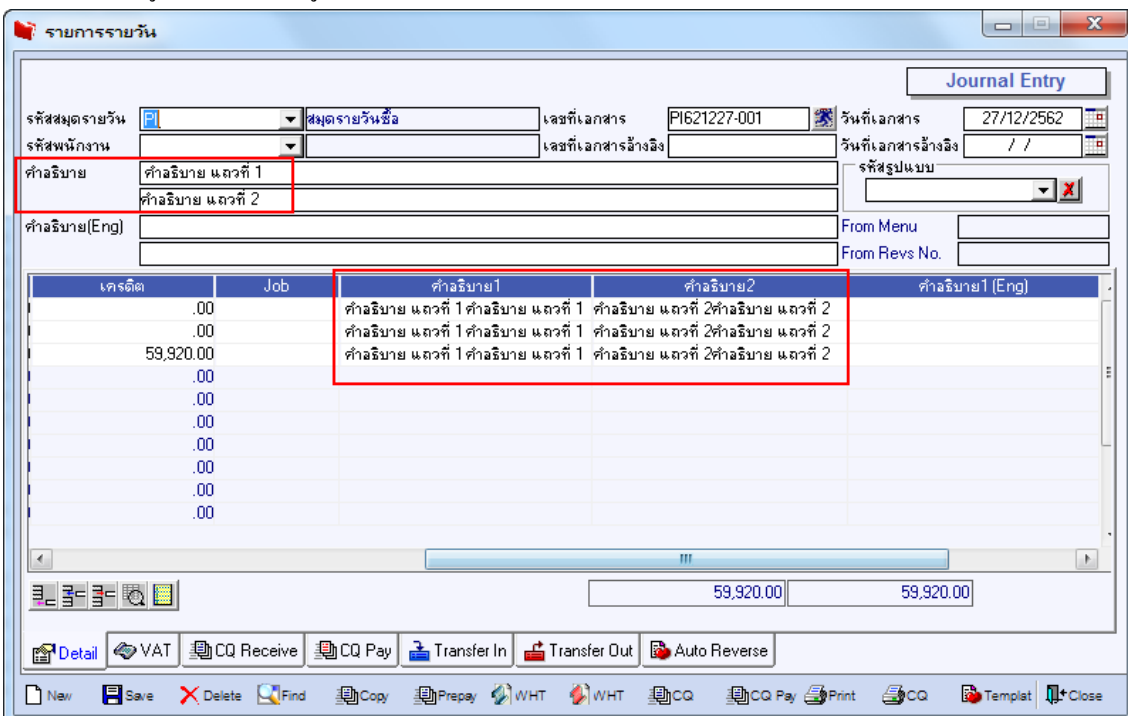 รายการรายวัน
Journal Entry
รหัสสมุดรายวัน PI สมุดรายวันซื้อ เลขที่เอกสาร PI621227-001 วันที่เอกสาร 27/12/2562
รหัสพนักงาน เลขที่เอกสารอ้างอิง วันที่เอกสารอ้างอิง / /
คำอธิบาย คำอธิบาย แถวที่ 1 รหัสรูปแบบ
คำอธิบาย แถวที่ 2
คำอธิบาย(Eng) From Menu
From Revs No.
เครดิต Job คำอธิบาย1 คำอธิบาย2 คำอธิบาย1 (Eng)
.00 คำอธิบาย แถวที่ 1 คำอธิบาย แถวที่ 1 คำอธิบาย แถวที่ 2คำอธิบาย แถวที่ 2
.00 คำอธิบาย แถวที่ 1 คำอธิบาย แถวที่ 1 คำอธิบาย แถวที่ 2คำอธิบาย แถวที่ 2
59,920.00 คำอธิบาย แถวที่ 1 คำอธิบาย แถวที่ 1 คำอธิบาย แถวที่ 2คำอธิบาย แถวที่ 2
.00
.00
.00
.00
.00
.00
.00
59,920.00 59,920.00
Detail VAT CQ Receive CQ Pay Transfer In Transfer Out Auto Reverse
New Save Delete Find Copy Prepay WHT WHT CQ CQ Pay Print CQ Templat Close